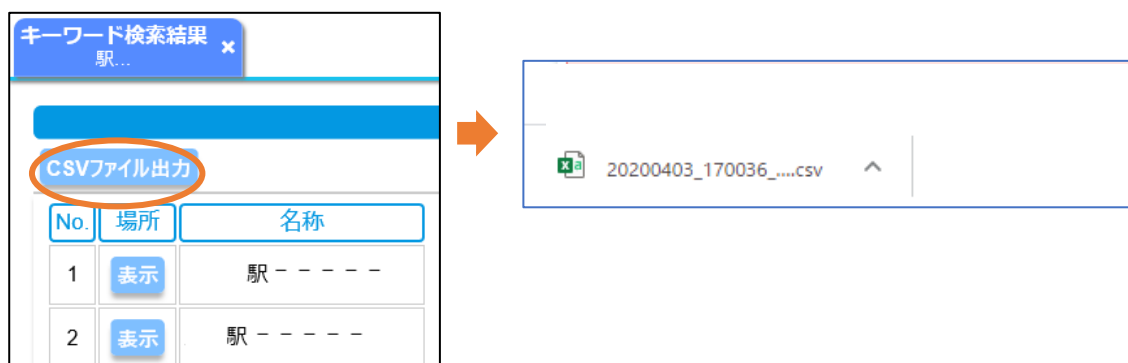 キーワード検索結果 ×
駅...
CSVファイル出力
No. 場所 名称
1 表示 駅－－－－－
2 表示 駅－－－－－
20200403_170036_....csv